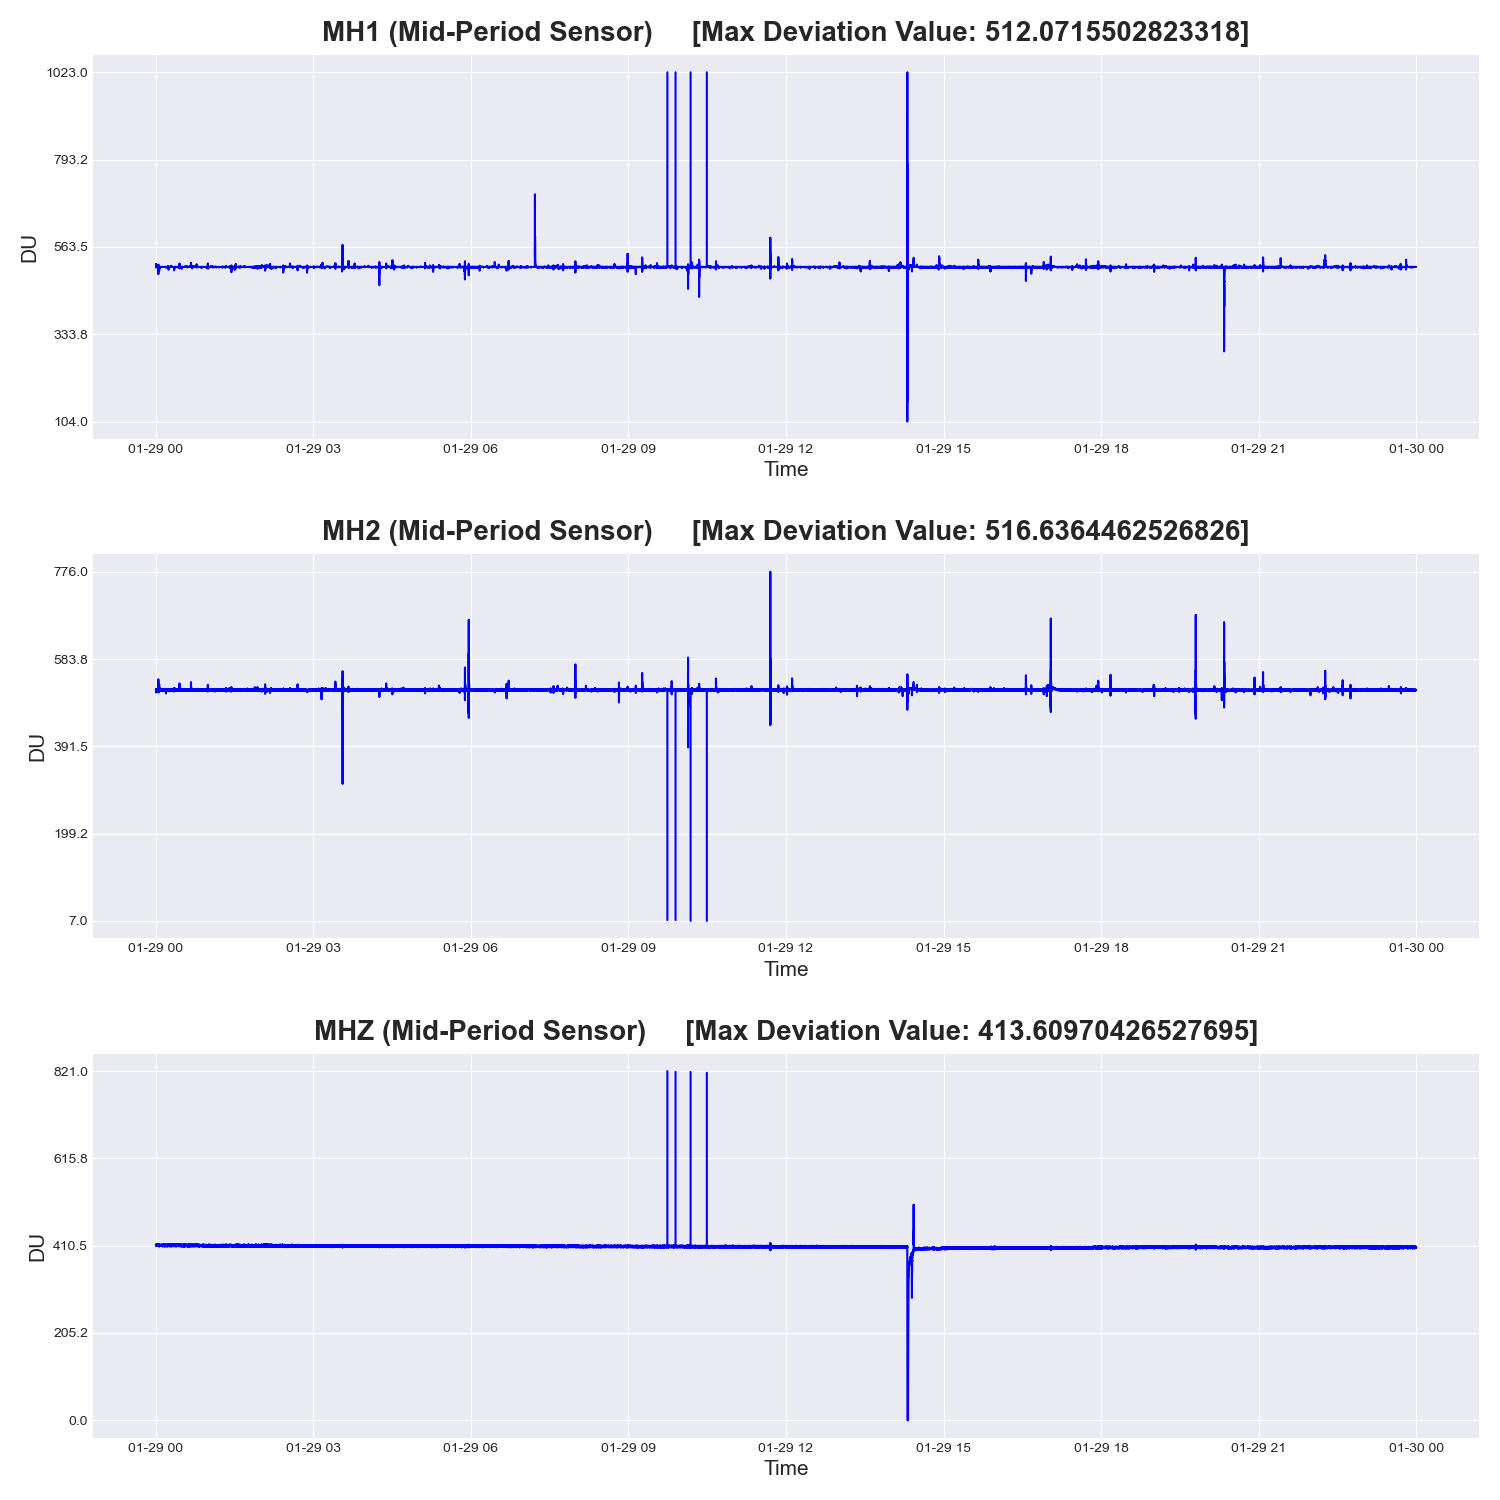 MH1 (Mid-Period Sensor) [Max Deviation Value: 512.0715502823318]
1023.0
793.2
563.5
333.8
104.0
DU
01-29 00 01-29 03 01-29 06 01-29 09 01-29 12 01-29 15 01-29 18 01-29 21 01-30 00
Time
MH2 (Mid-Period Sensor) [Max Deviation Value: 516.6364462526826]
776.0
583.8
391.5
199.2
7.0
DU
01-29 00 01-29 03 01-29 06 01-29 09 01-29 12 01-29 15 01-29 18 01-29 21 01-30 00
Time
MHZ (Mid-Period Sensor) [Max Deviation Value: 413.60970426527695]
821.0
615.8
410.5
205.2
0.0
DU
01-29 00 01-29 03 01-29 06 01-29 09 01-29 12 01-29 15 01-29 18 01-29 21 01-30 00
Time